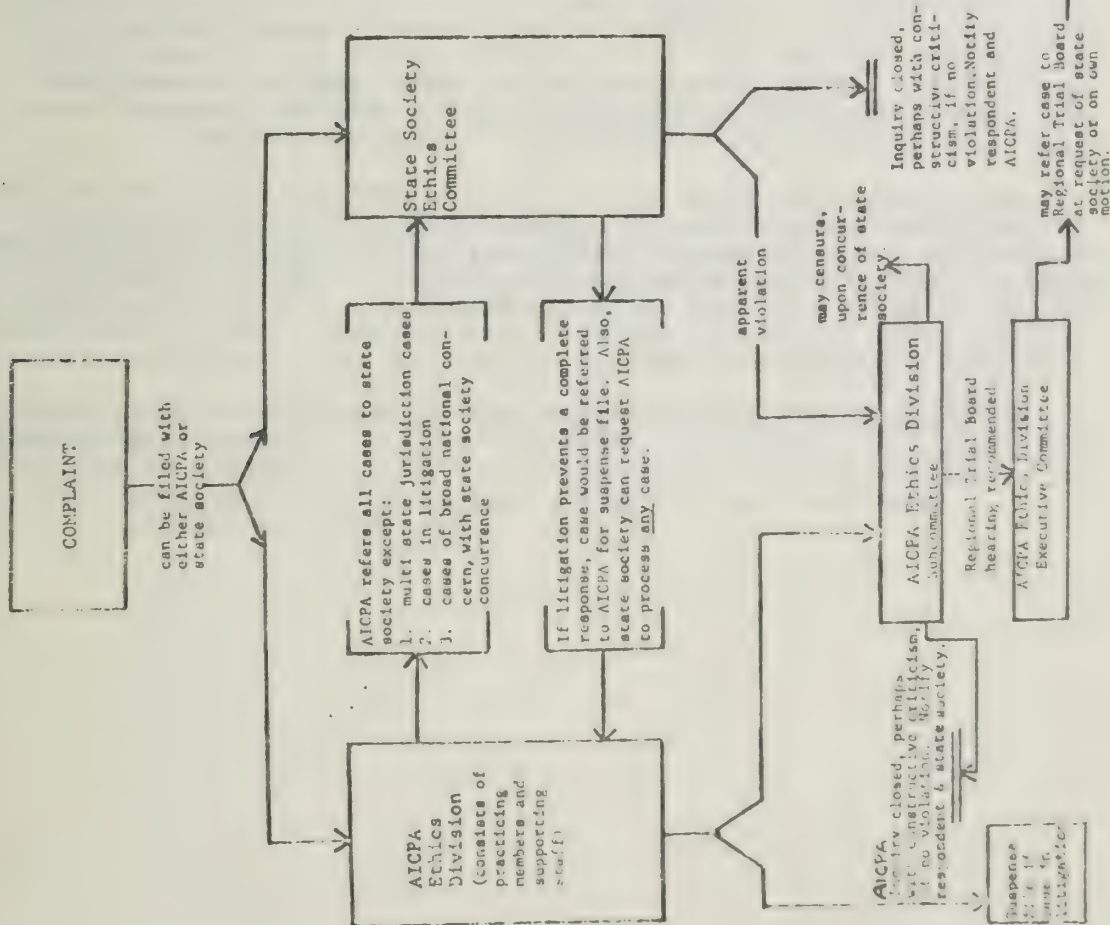 COMPLAINT
can be filed with
either AICPA or
state society
AICPA
Ethics
Division
(consists of
practicing
members and
supporting
staff)
AICPA refers all cases to state
society except:
1. multi state jurisdiction cases
2. cases in litigation
3. cases of broad national con-
cern, with state society
concurrence
If litigation prevents a complete
response, case would be referred
to AICPA for suspense file. Also,
state society can request AICPA
to process any case.
State Society
Ethics
Committee
AICPA
closed, perhaps
criticism,
no violation. Notify
respondent & state society.
Suspense
AICPA Ethics Division
Subcommittee
Regional Trial Board
hearing recommended
AICPA Ethics Division
Executive Committee
apparent
violation
may censure,
upon concur-
rence of state
society.
Inquiry closed,
perhaps with con-
structive criti-
cism, if no
violution.Notify
respondent and
AICPA.
may refer case to
Regional Trial Board
at request of state
society or on own
motion.